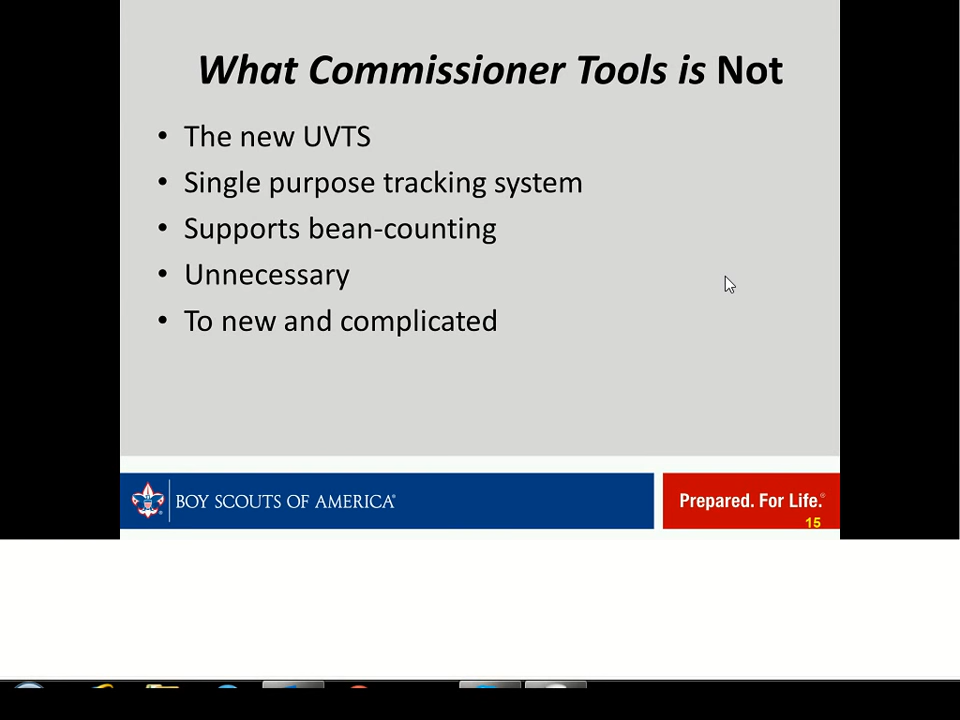 What Commissioner Tools is Not
• The new UVTS
• Single purpose tracking system
• Supports bean-counting
• Unnecessary
• To new and complicated
BOY SCOUTS OF AMERICA®
Prepared. For Life.®
15